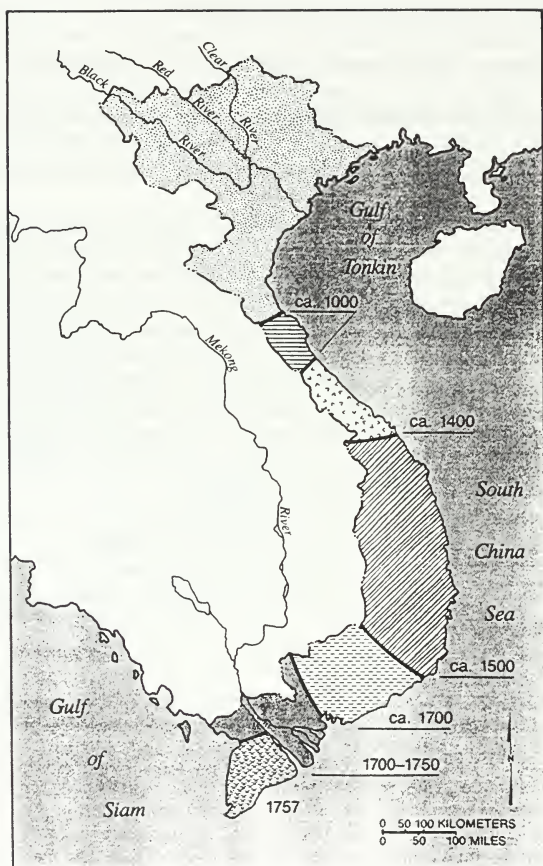 Clear
River
Red
River
Black
River
Gulf
of
Tonkin
ca. 1000
Mekong
River
ca. 1400
South
China
Sea
ca. 1500
Gulf
of
Siam
ca. 1700
1700–1750
1757
N
0 50 100 KILOMETERS
0 50 100 MILES